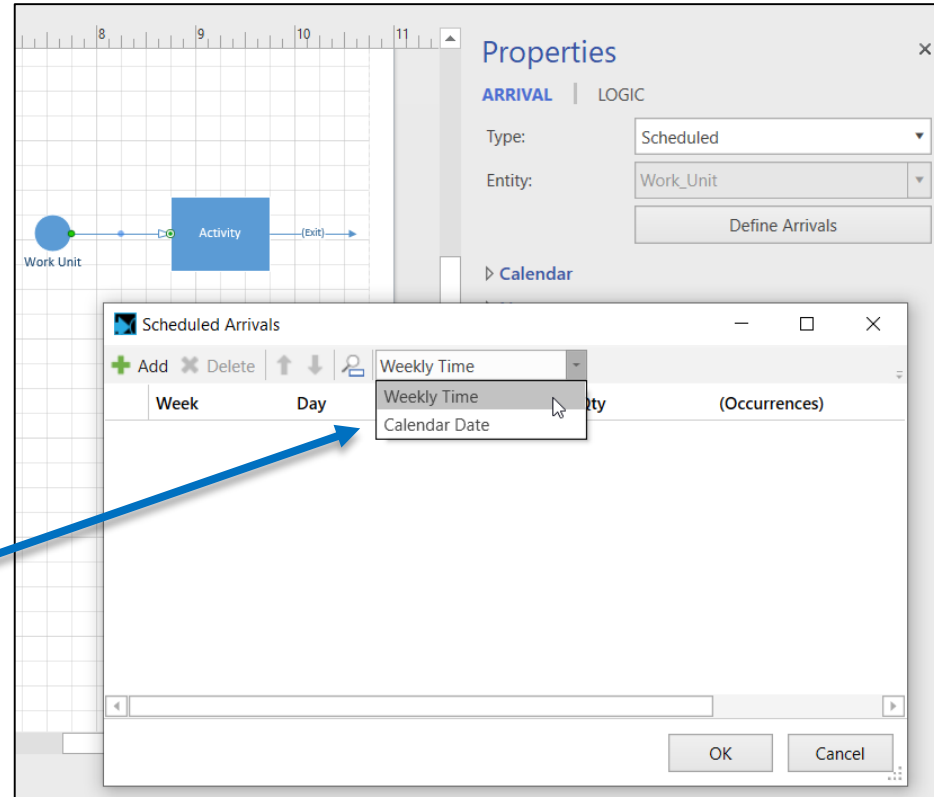 8 9 10 11
Properties
ARRIVAL | LOGIC
Type: Scheduled
Entity: Work_Unit
Define Arrivals
Calendar
Work Unit
Activity
(Exit)
Scheduled Arrivals
Add Delete Weekly Time
Week Day Qty (Occurrences)
Weekly Time
Calendar Date
OK Cancel